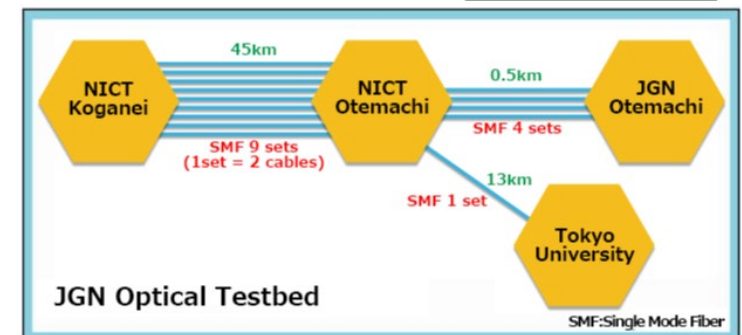 45km
NICT
Koganei
NICT
Otemachi
0.5km
JGN
Otemachi
SMF 9 sets
(1set = 2 cables)
SMF 4 sets
13km
SMF 1 set
Tokyo
University
JGN Optical Testbed
SMF:Single Mode Fiber